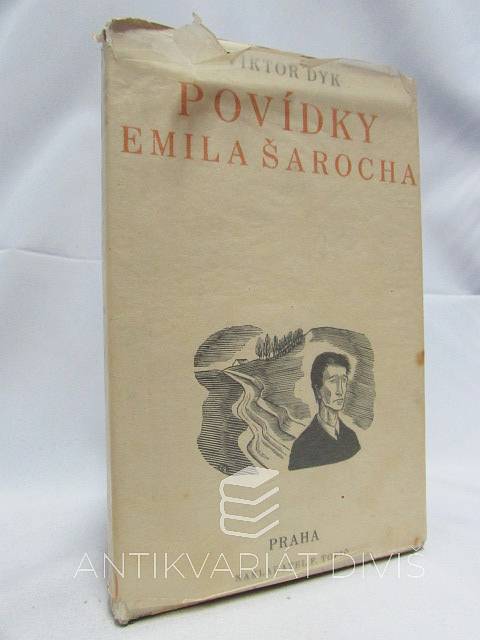 VIKTOR DYK
POVÍDKY
EMILA ŠAROCHA
PRAHA
ANTIKVARIÁT DIVIŠ